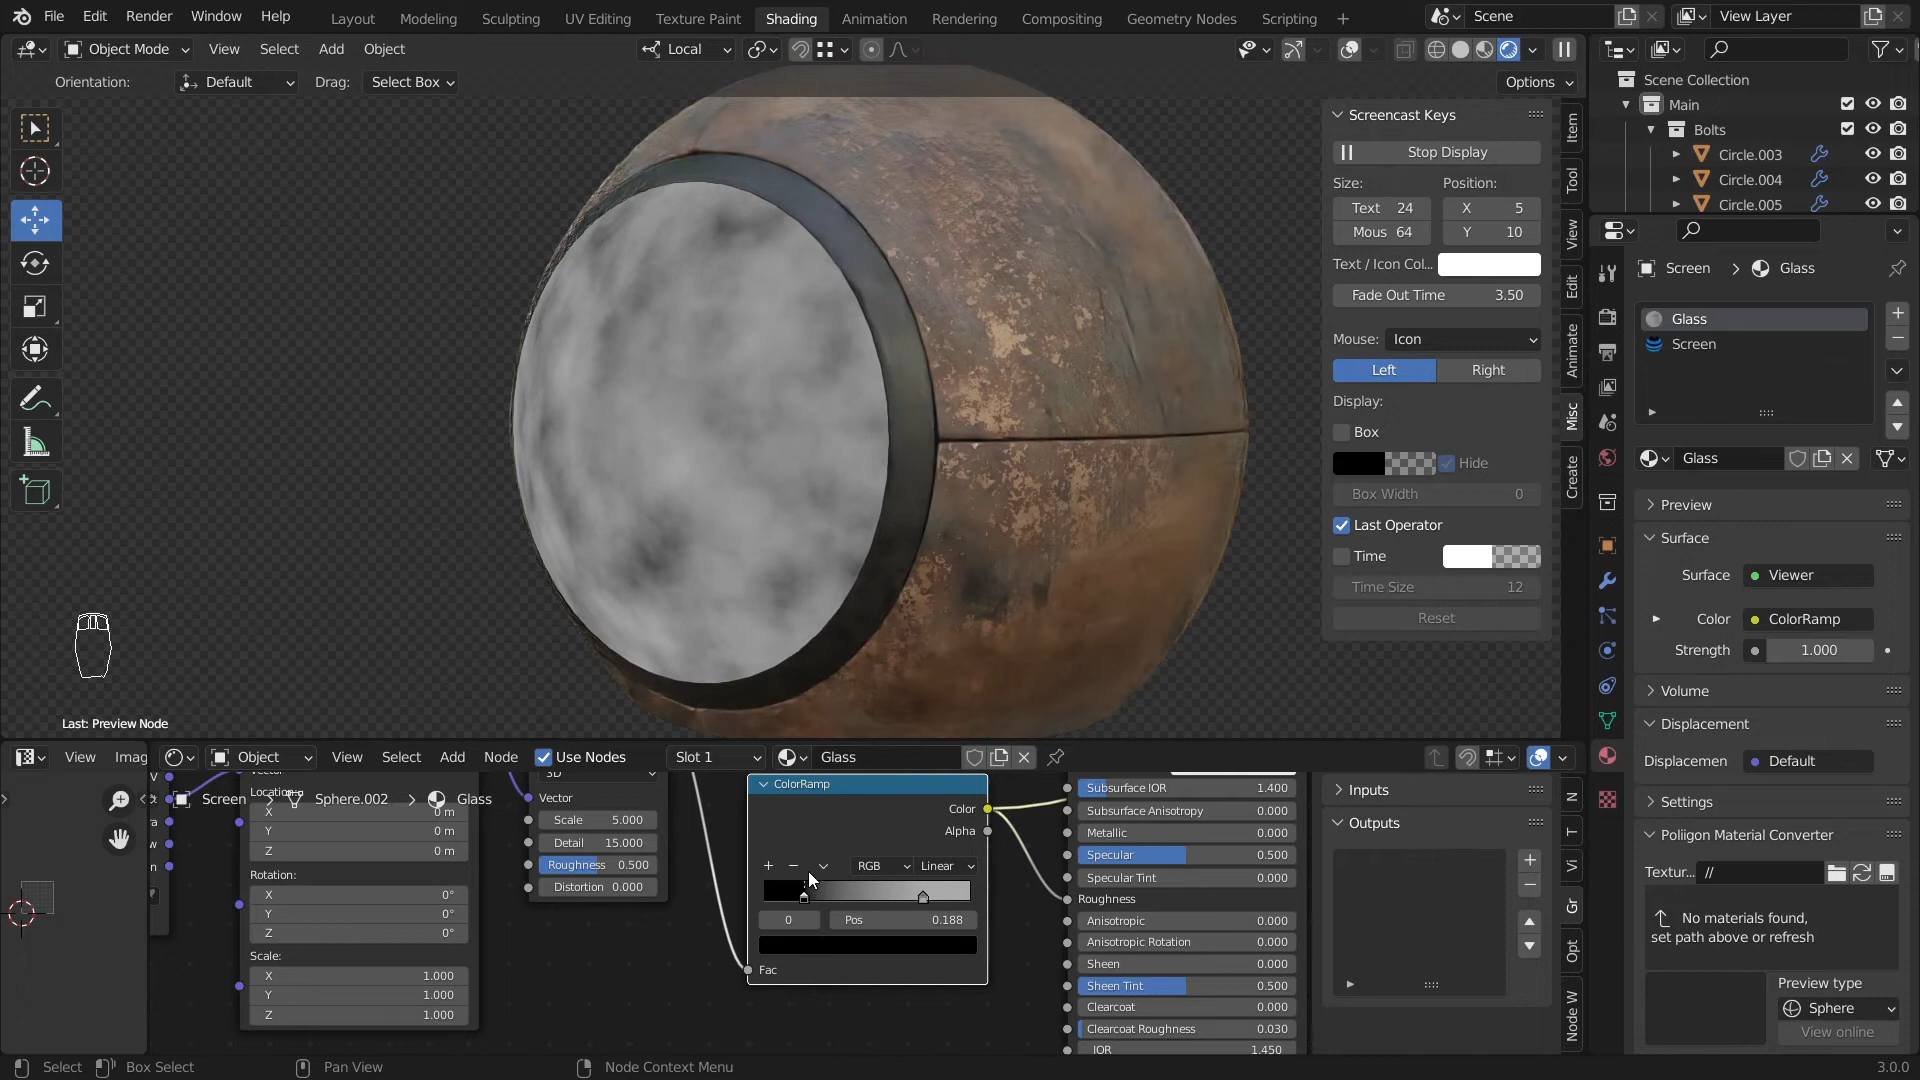 File Edit Render Window Help
Layout Modeling Sculpting UV Editing Texture Paint Shading Animation Rendering Compositing Geometry Nodes Scripting
Scene
View Layer
Object Mode View Select Add Object
Local
Orientation: Default Drag: Select Box
Options
Screencast Keys
Stop Display
Size: Position:
Text 24 X 5
Mous 64 Y 10
Text / Icon Col...
Fade Out Time 3.50
Mouse: Icon
Left Right
Display:
Box
Hide
Box Width 0
Last Operator
Time
Time Size 12
Reset
Item
Tool
View
Edit
Animate
Misc
Create
Scene Collection
Main
Bolts
Circle.003
Circle.004
Circle.005
Screen Glass
Glass
Screen
Glass
Preview
Surface
Surface Viewer
Color ColorRamp
Strength 1.000
Volume
Displacement
Displacemen Default
Settings
Poliigon Material Converter
Textur... //
No materials found,
set path above or refresh
Preview type
Sphere
View online
Last: Preview Node
View Imag
Object View Select Add Node Use Nodes Slot 1 Glass
Screen Sphere.002 Glass
X 0 m
Y 0 m
Z 0 m
Rotation:
X 0°
Y 0°
Z 0°
Scale:
X 1.000
Y 1.000
Z 1.000
3D
Vector
Scale 5.000
Detail 15.000
Roughness 0.500
Distortion 0.000
ColorRamp
Color
Alpha
RGB Linear
0 Pos 0.188
Fac
Subsurface IOR 1.400
Subsurface Anisotropy 0.000
Metallic 0.000
Specular 0.500
Specular Tint 0.000
Roughness
Anisotropic 0.000
Anisotropic Rotation 0.000
Sheen 0.000
Sheen Tint 0.500
Clearcoat 0.000
Clearcoat Roughness 0.030
IOR 1.450
Inputs
Outputs
N
T
Vi
Gr
Opt
Node W
Select Box Select Pan View Node Context Menu 3.0.0